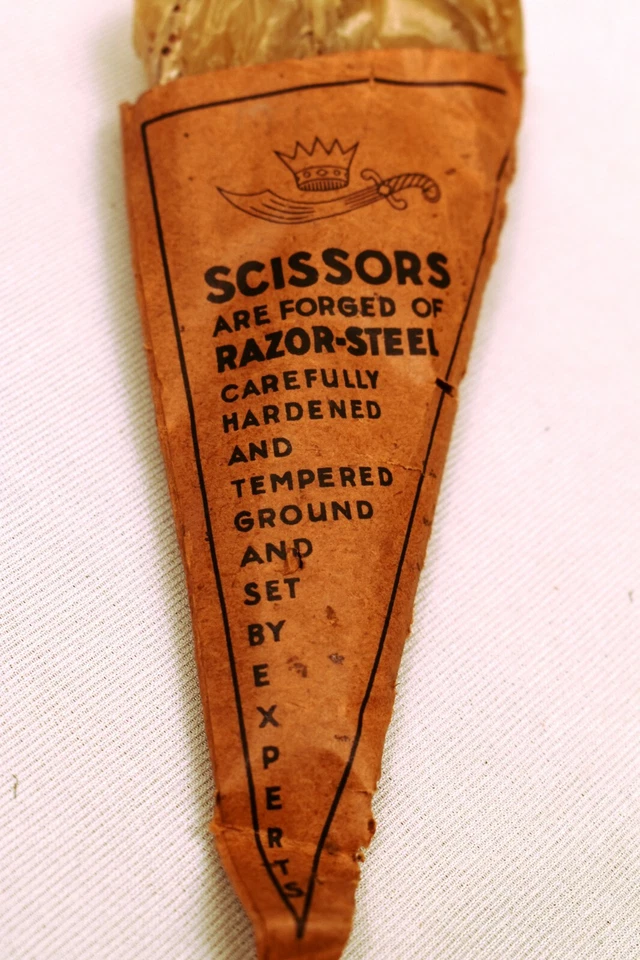 SCISSORS
ARE FORGED OF
RAZOR-STEEL
CAREFULLY
HARDENED
AND
TEMPERED
GROUND
AND
SET
BY
E
X
P
E
R
T
S